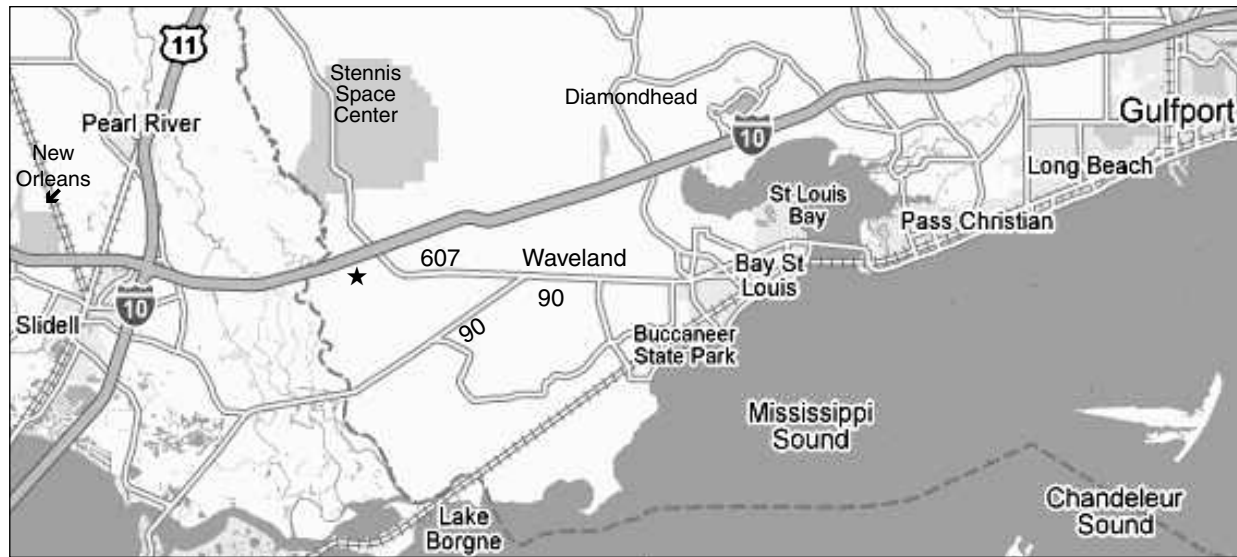 11
Stennis
Space
Center
Pearl River
Diamondhead
10
Gulfport
New
Orleans
Long Beach
St Louis
Bay
Pass Christian
607
Waveland
Bay St
Louis
90
10
Slidell
90
Buccaneer
State Park
Mississippi
Sound
Chandeleur
Sound
Lake
Borgne